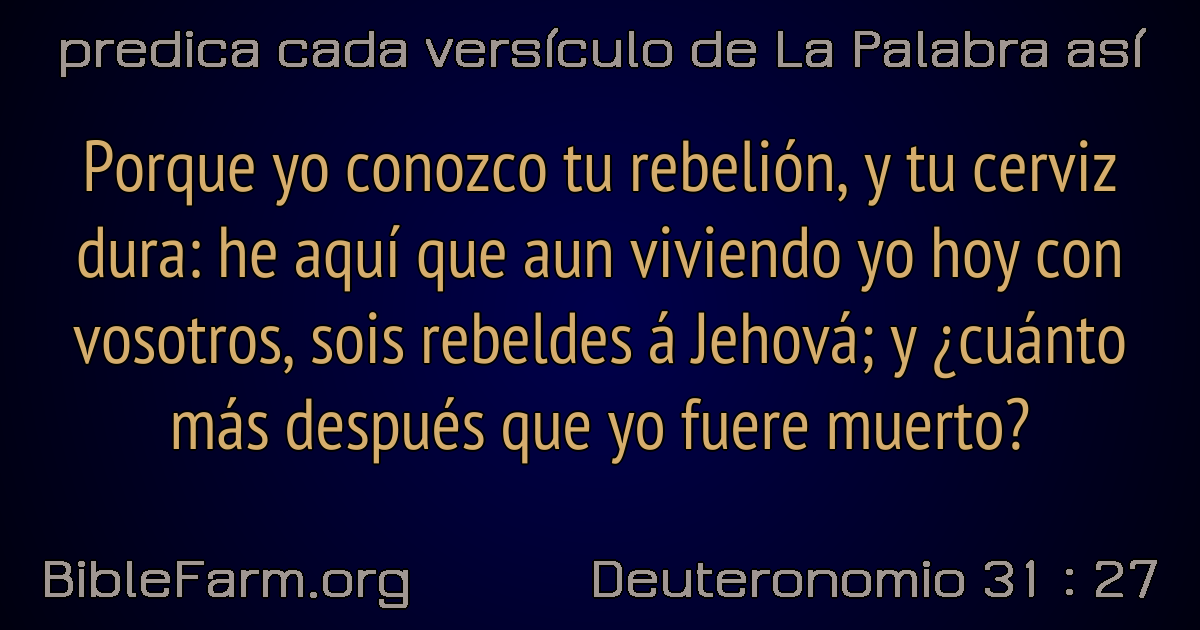 predica cada versículo de La Palabra así
Porque yo conozco tu rebelión, y tu cerviz
dura: he aquí que aun viviendo yo hoy con
vosotros, sois rebeldes á Jehová; y ¿cuánto
más después que yo fuere muerto?
BibleFarm.org
Deuteronomio 31 : 27